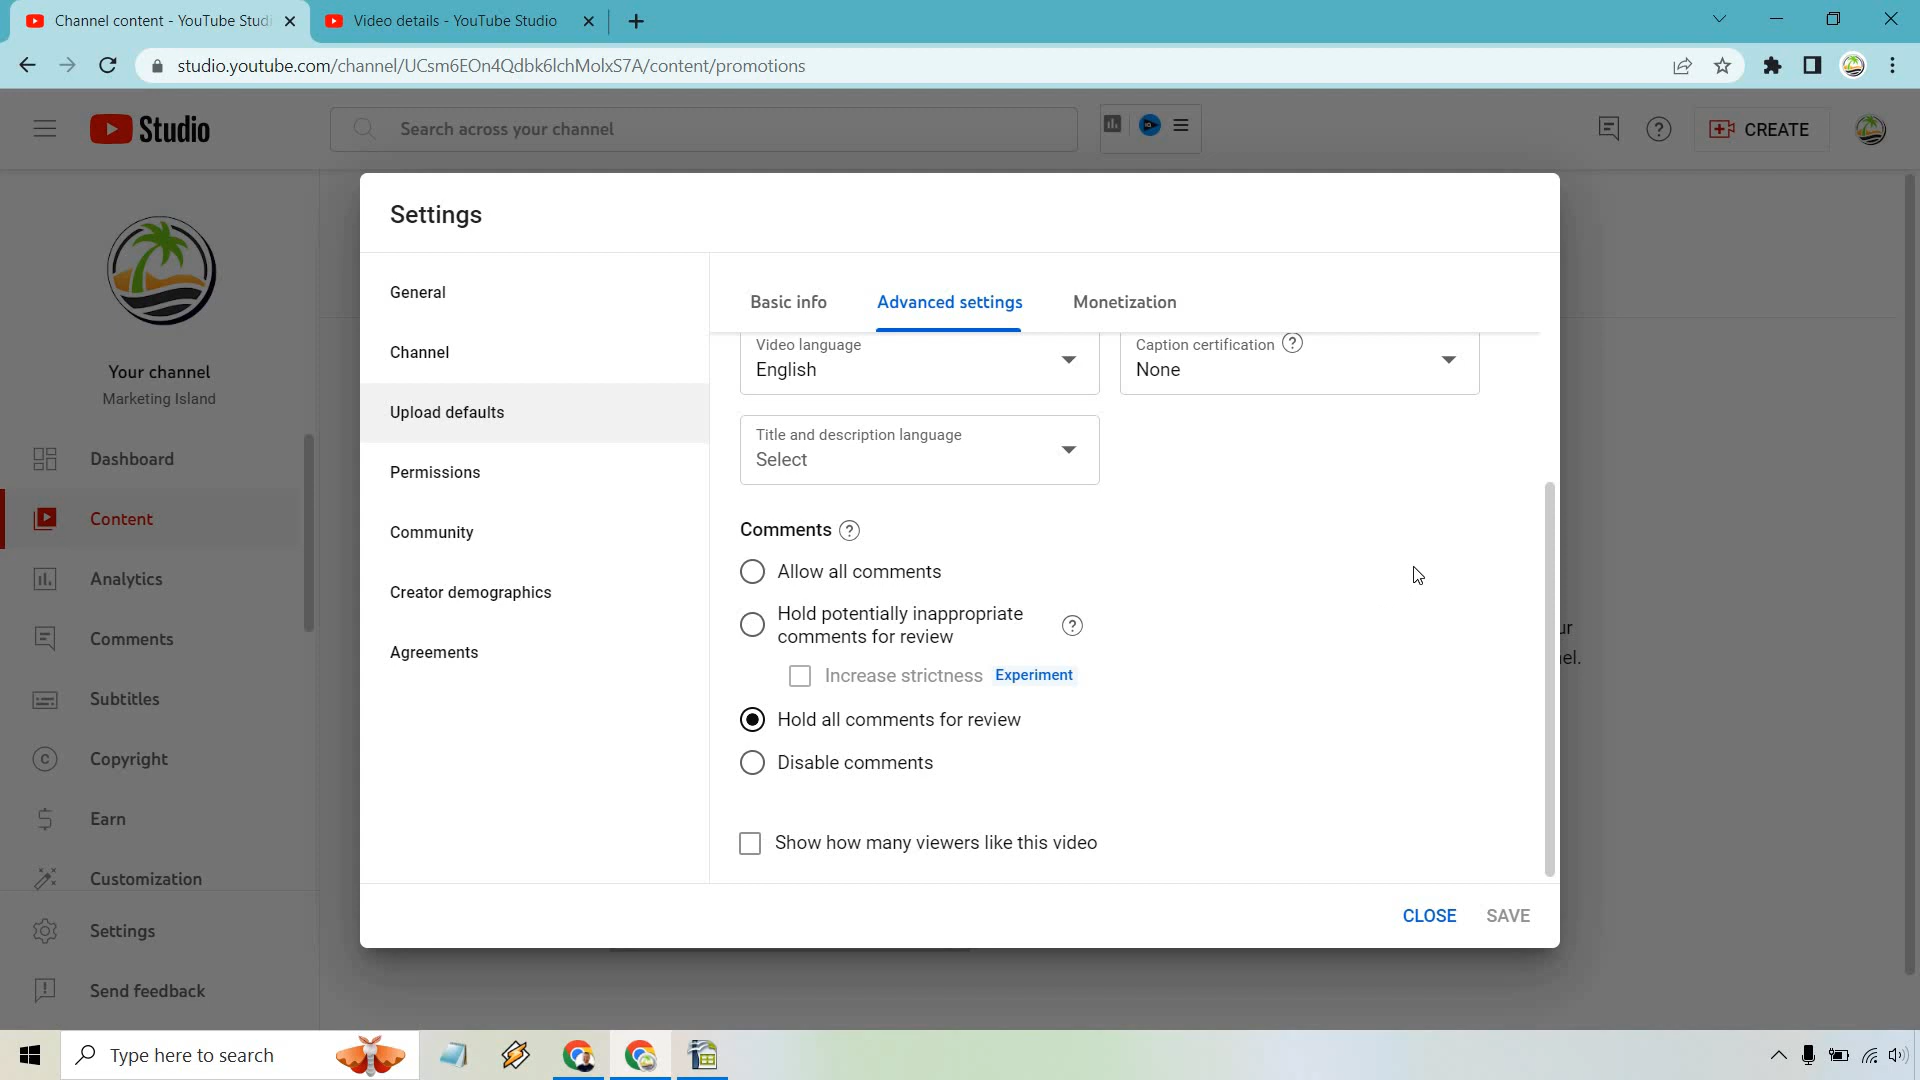 Channel content - YouTube Studi
Video details - YouTube Studio
studio.youtube.com/channel/UCsm6EOn4Qdbk6lchMolxS7A/content/promotions
Studio
Search across your channel
CREATE
Your channel
Marketing Island
Dashboard
Content
Analytics
Comments
Subtitles
Copyright
Earn
Customization
Settings
Send feedback
Settings
General
Channel
Upload defaults
Permissions
Community
Creator demographics
Agreements
Basic info
Advanced settings
Monetization
Video language
English
Caption certification
None
Title and description language
Select
Comments
Allow all comments
Hold potentially inappropriate
comments for review
Increase strictness Experiment
Hold all comments for review
Disable comments
Show how many viewers like this video
CLOSE
SAVE
ur
el.
Type here to search